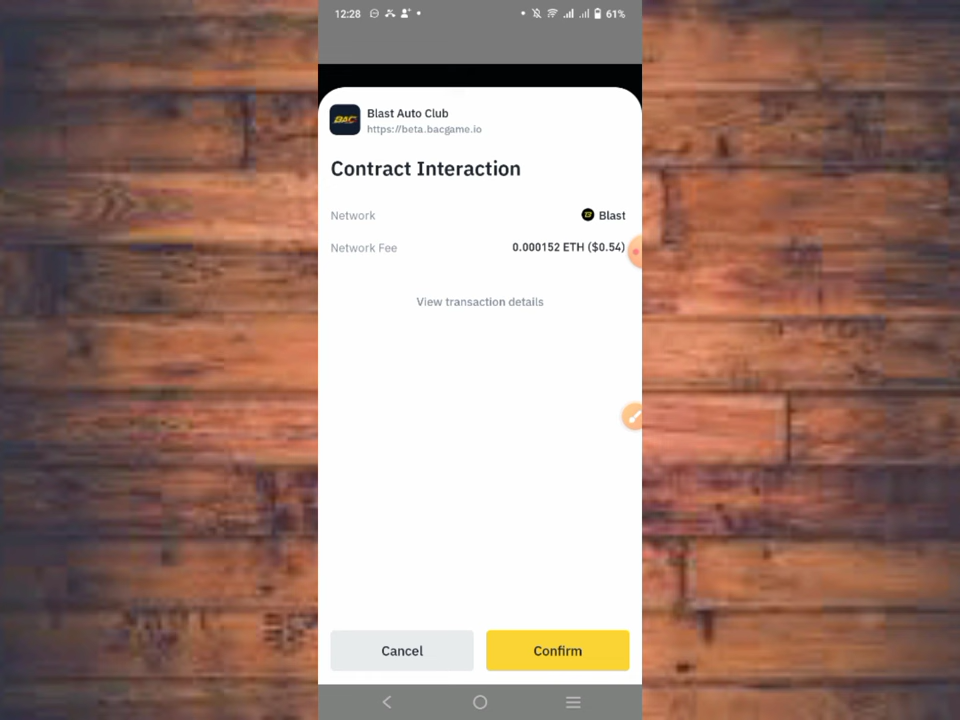 12:28
61%
BAC
Blast Auto Club
https://beta.bacgame.io
Contract Interaction
Network
Blast
Network Fee
0.000152 ETH ($0.54)
View transaction details
Cancel
Confirm